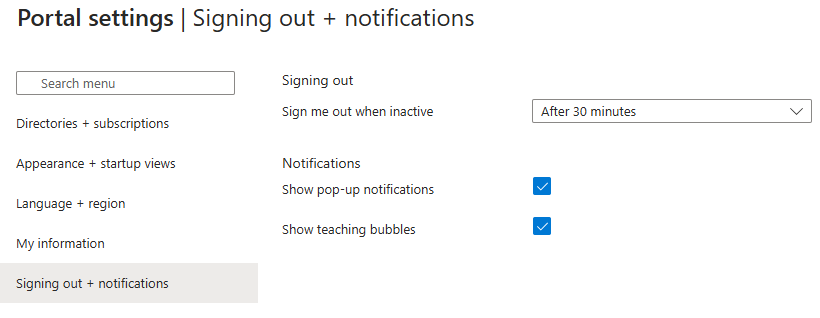 Portal settings | Signing out + notifications
Search menu
Directories + subscriptions
Appearance + startup views
Language + region
My information
Signing out + notifications
Signing out
Sign me out when inactive
After 30 minutes
Notifications
Show pop-up notifications
Show teaching bubbles